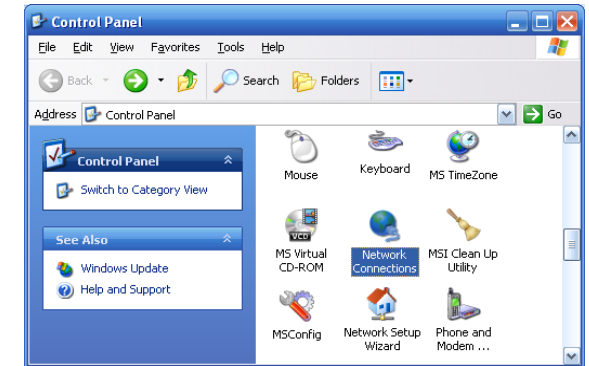 Control Panel
File Edit View Favorites Tools Help
Back Search Folders
Address Control Panel Go
Control Panel
Switch to Category View
See Also
Windows Update
Help and Support
Mouse
Keyboard
MS TimeZone
VCD
MS Virtual
CD-ROM
Network
Connections
MSI Clean Up
Utility
MSConfig
Network Setup
Wizard
Phone and
Modem ...